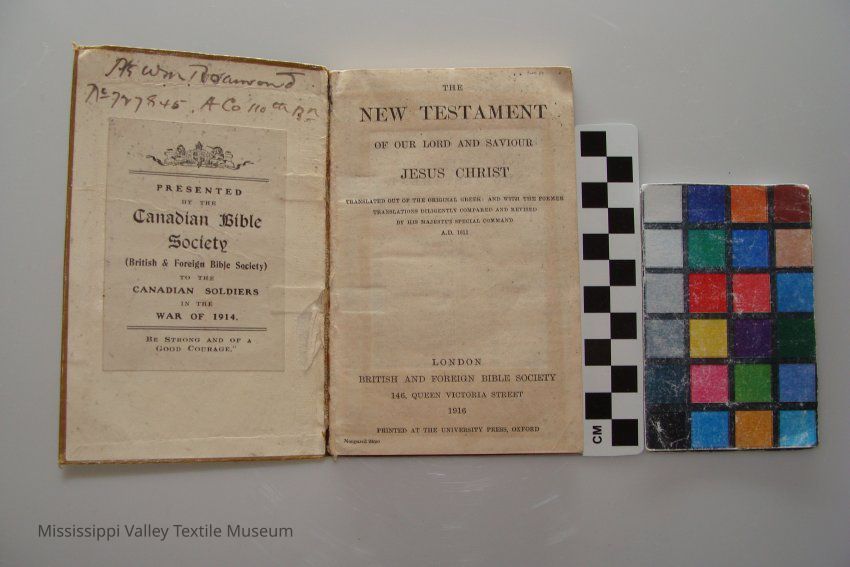 Pte Wm. Drummond
No 787845. A Co 110th Bn
PRESENTED
BY THE
Canadian Bible
Society
(British & Foreign Bible Society)
TO THE
CANADIAN SOLDIERS
IN THE
WAR OF 1914.
BE STRONG AND OF A
GOOD COURAGE."
THE
NEW TESTAMENT
OF OUR LORD AND SAVIOUR
JESUS CHRIST
TRANSLATED OUT OF THE ORIGINAL GREEK: AND WITH THE FORMER
TRANSLATIONS DILIGENTLY COMPARED AND REVISED
BY HIS MAJESTY'S SPECIAL COMMAND
A.D. 1611
LONDON
BRITISH AND FOREIGN BIBLE SOCIETY
146, QUEEN VICTORIA STREET
1916
PRINTED AT THE UNIVERSITY PRESS, OXFORD
Nonpareil 32mo
CM
Mississippi Valley Textile Museum